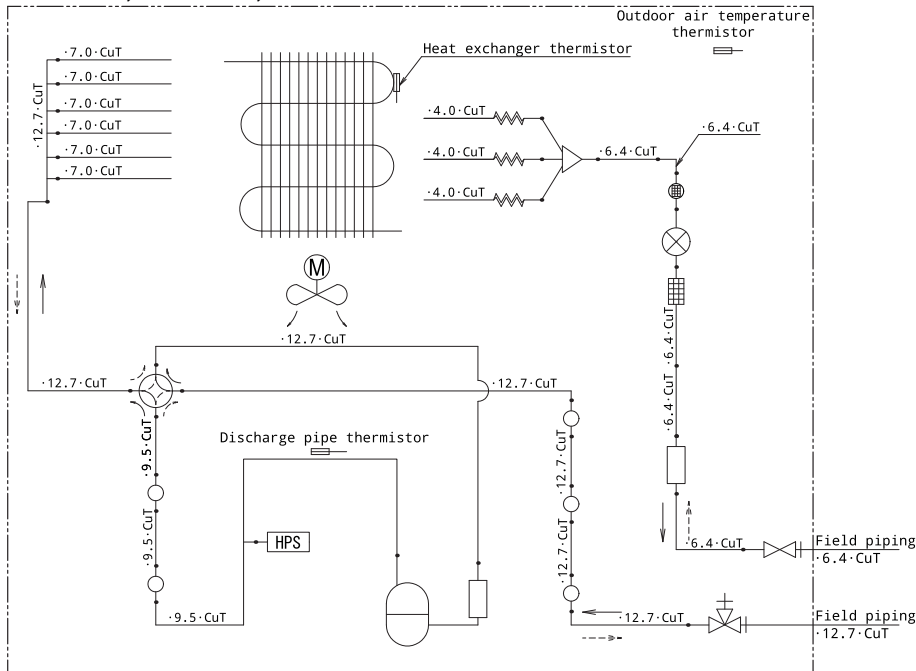 Outdoor air temperature
thermistor
Heat exchanger thermistor
·7.0·CuT
·7.0·CuT
·7.0·CuT
·7.0·CuT
·7.0·CuT
·7.0·CuT
·12.7·CuT
·4.0·CuT
·4.0·CuT
·4.0·CuT
·6.4·CuT
·6.4·CuT
M
·12.7·CuT
·6.4·CuT
·6.4·CuT
·12.7·CuT
·12.7·CuT
·9.5·CuT
Discharge pipe thermistor
·12.7·CuT
·9.5·CuT
HPS
·12.7·CuT
·6.4·CuT
Field piping
·6.4·CuT
·9.5·CuT
·12.7·CuT
Field piping
·12.7·CuT